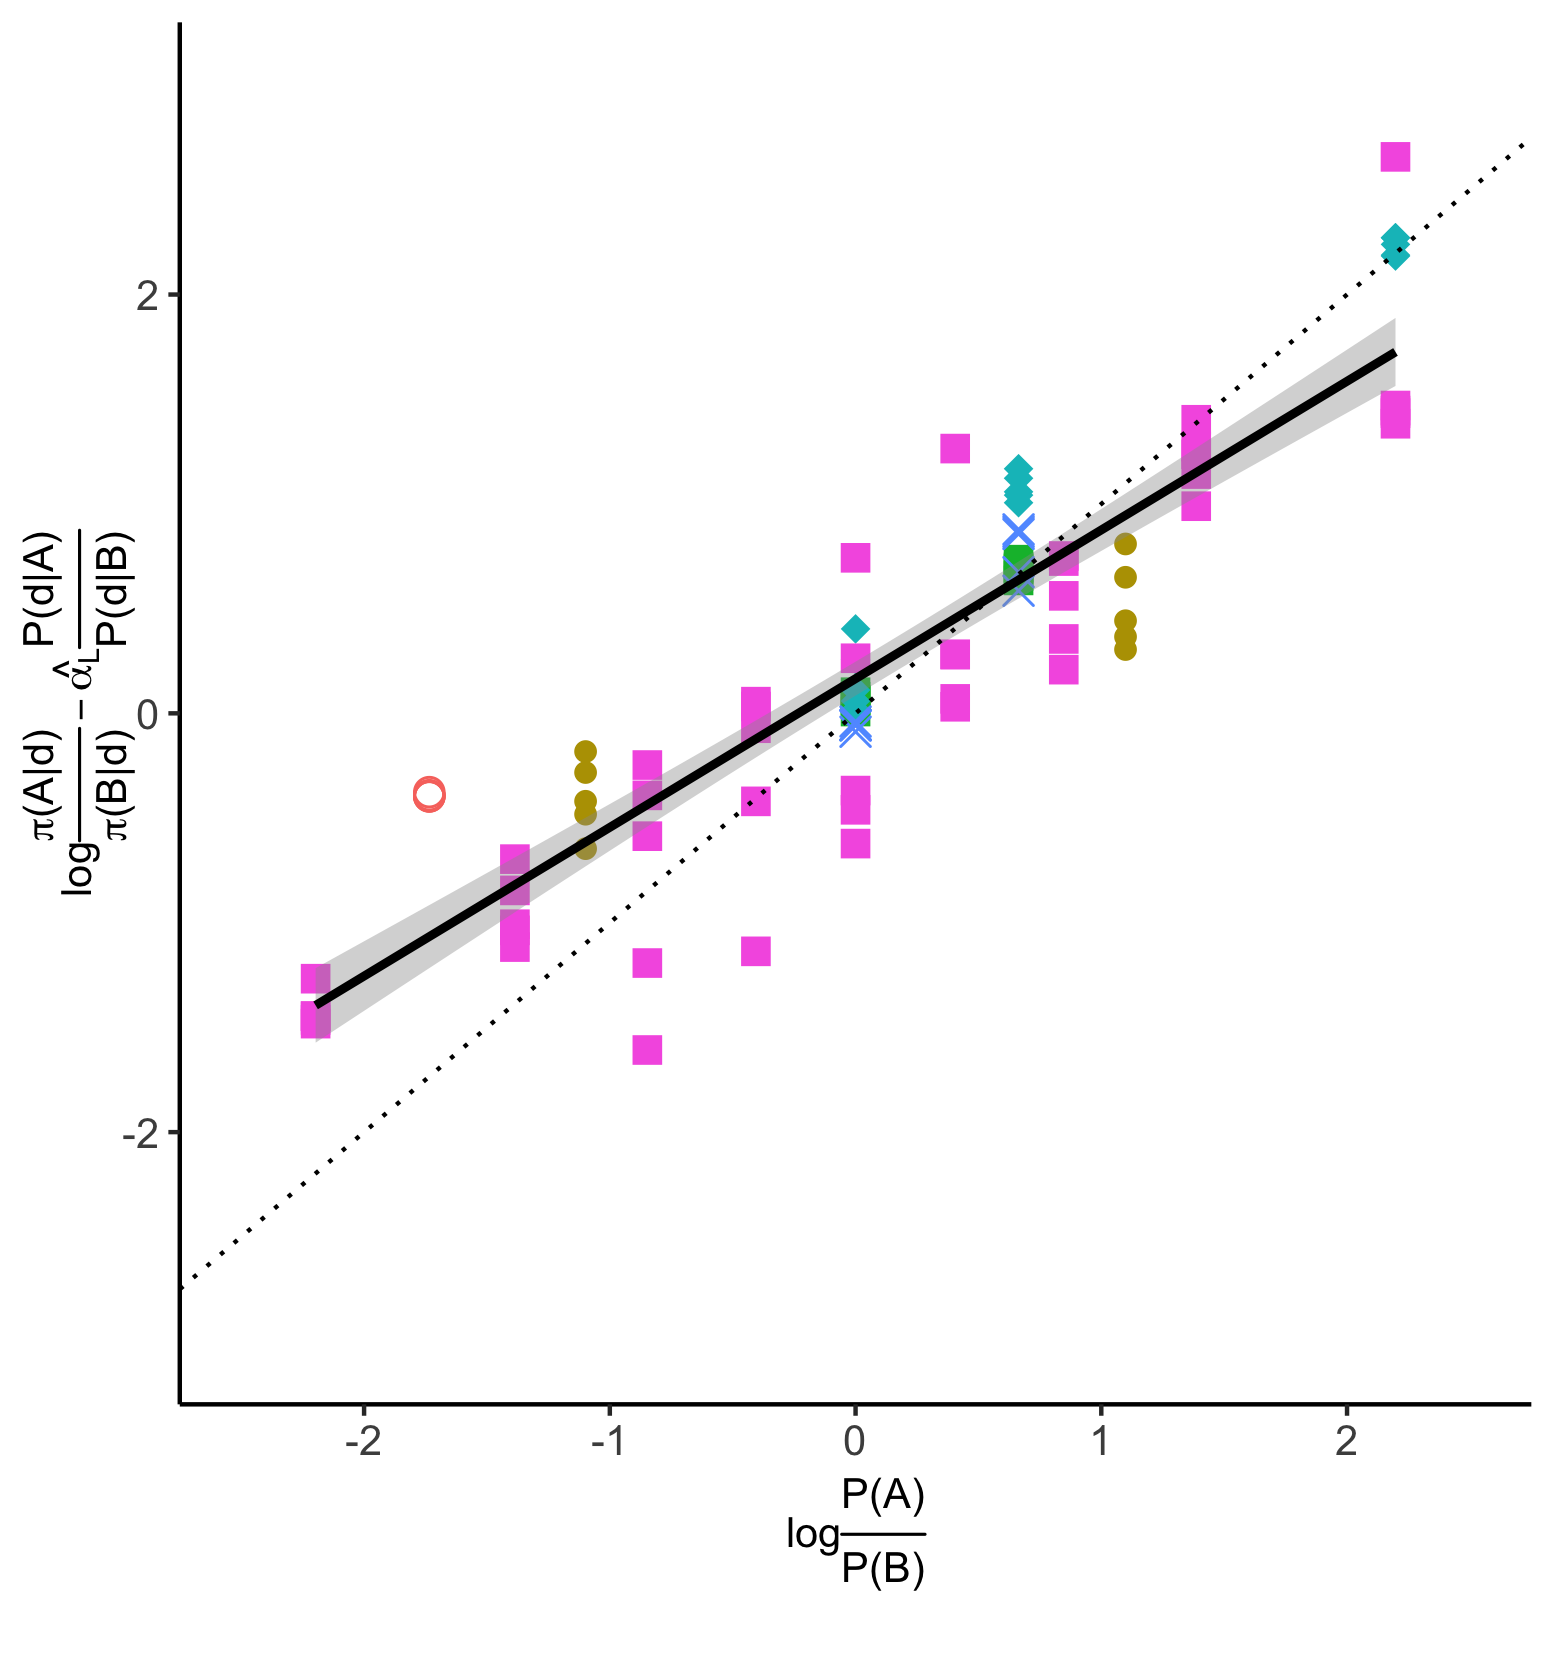 log π(A|d) / π(B|d) − α̂L P(d|A) / P(d|B)
2
0
-2
-2 -1 0 1 2
log P(A) / P(B)